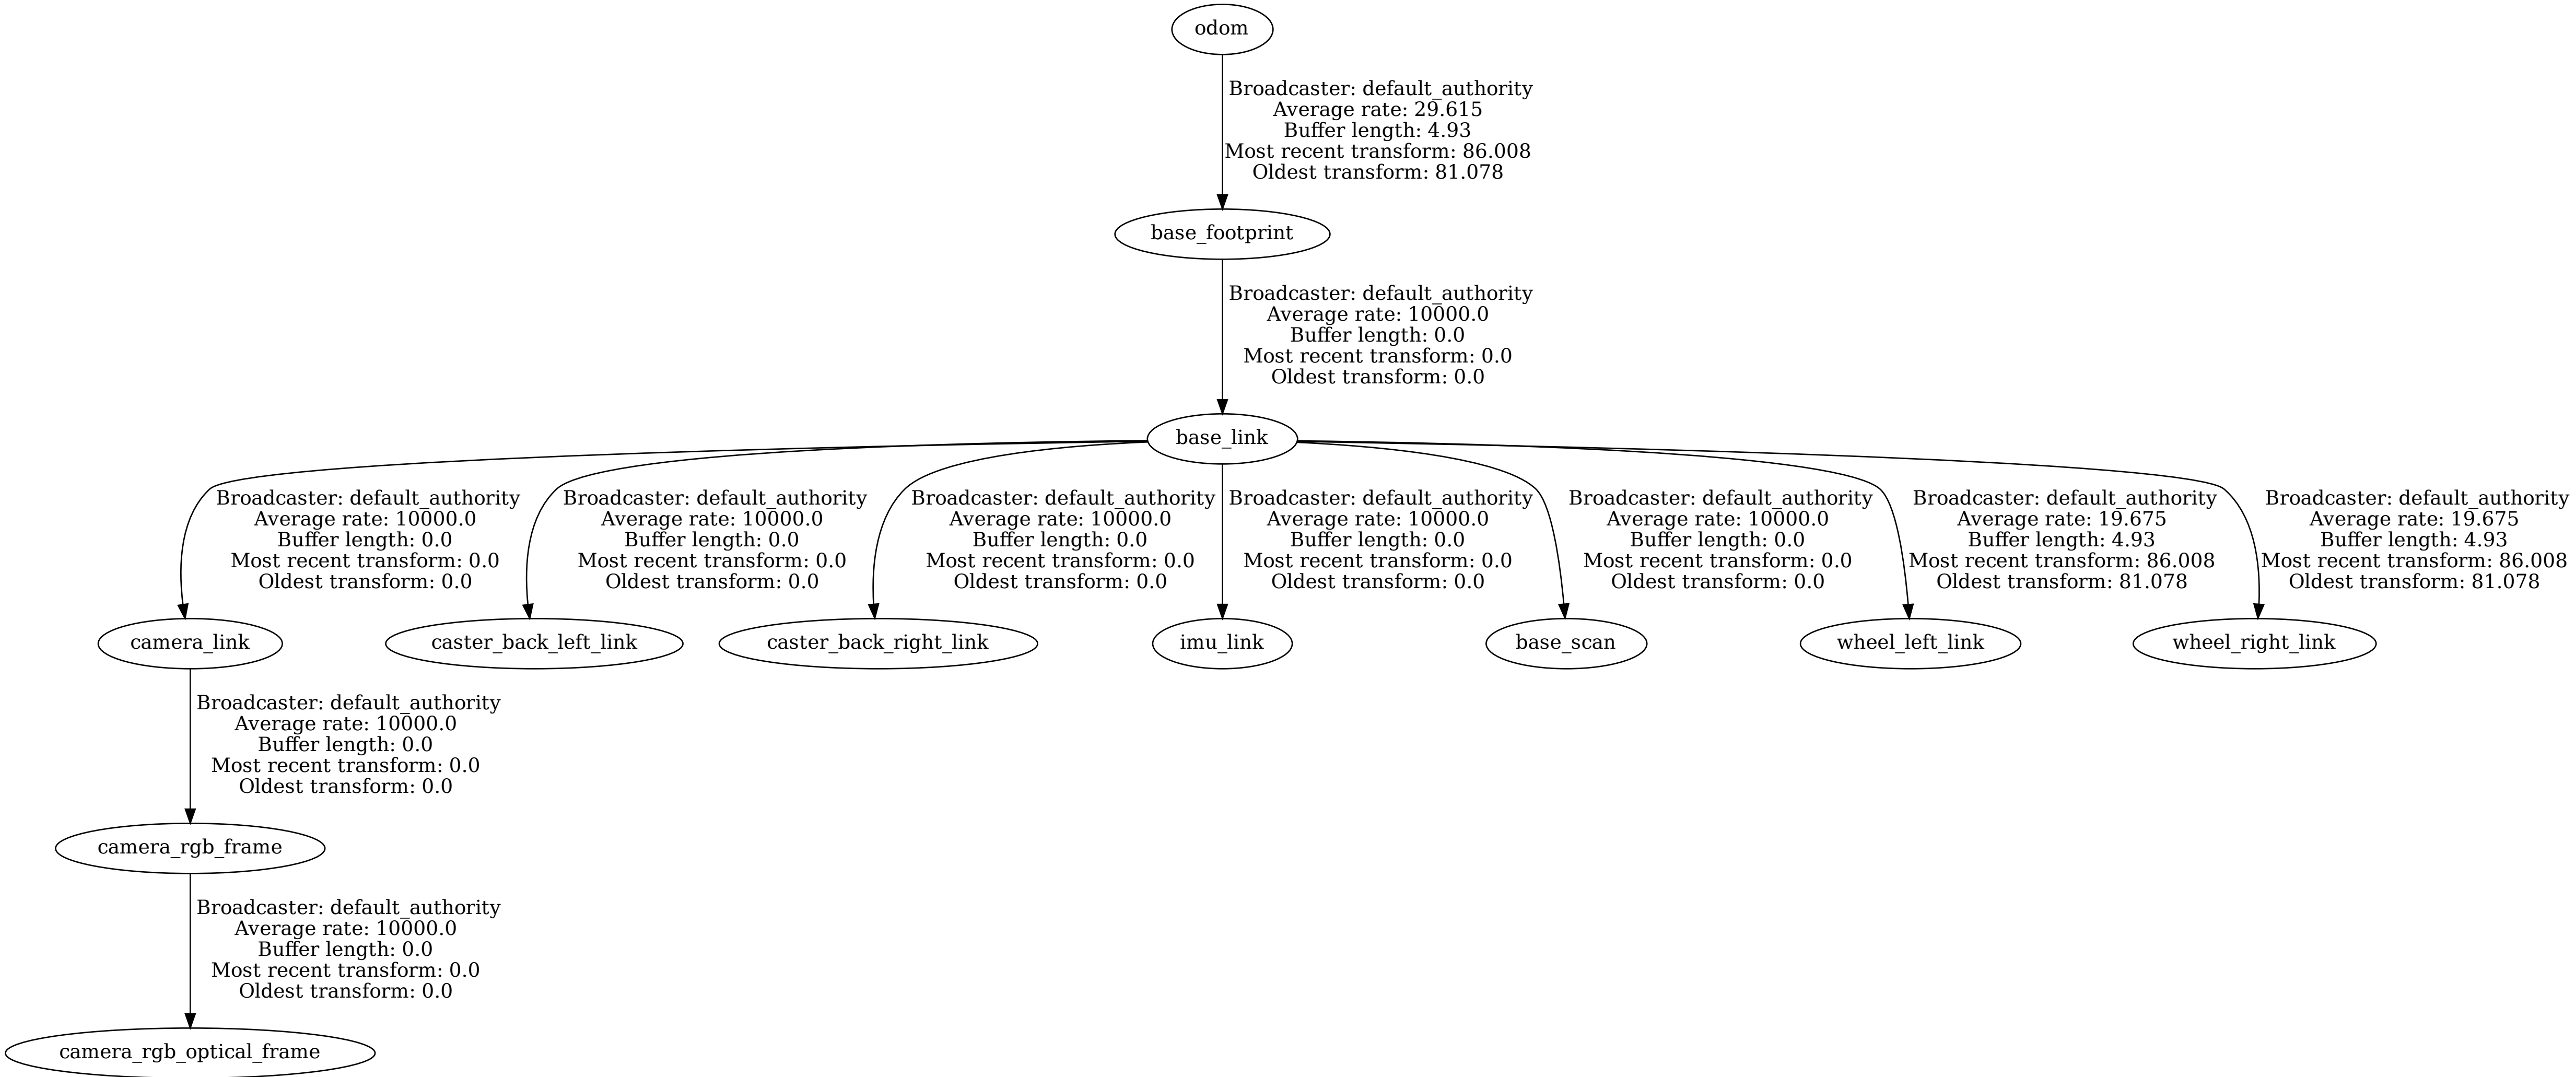 odom
Broadcaster: default_authority
Average rate: 29.615
Buffer length: 4.93
Most recent transform: 86.008
Oldest transform: 81.078
base_footprint
Broadcaster: default_authority
Average rate: 10000.0
Buffer length: 0.0
Most recent transform: 0.0
Oldest transform: 0.0
base_link
Broadcaster: default_authority
Average rate: 10000.0
Buffer length: 0.0
Most recent transform: 0.0
Oldest transform: 0.0
Broadcaster: default_authority
Average rate: 10000.0
Buffer length: 0.0
Most recent transform: 0.0
Oldest transform: 0.0
Broadcaster: default_authority
Average rate: 10000.0
Buffer length: 0.0
Most recent transform: 0.0
Oldest transform: 0.0
Broadcaster: default_authority
Average rate: 10000.0
Buffer length: 0.0
Most recent transform: 0.0
Oldest transform: 0.0
Broadcaster: default_authority
Average rate: 10000.0
Buffer length: 0.0
Most recent transform: 0.0
Oldest transform: 0.0
Broadcaster: default_authority
Average rate: 19.675
Buffer length: 4.93
Most recent transform: 86.008
Oldest transform: 81.078
Broadcaster: default_authority
Average rate: 19.675
Buffer length: 4.93
Most recent transform: 86.008
Oldest transform: 81.078
camera_link
caster_back_left_link
caster_back_right_link
imu_link
base_scan
wheel_left_link
wheel_right_link
Broadcaster: default_authority
Average rate: 10000.0
Buffer length: 0.0
Most recent transform: 0.0
Oldest transform: 0.0
camera_rgb_frame
Broadcaster: default_authority
Average rate: 10000.0
Buffer length: 0.0
Most recent transform: 0.0
Oldest transform: 0.0
camera_rgb_optical_frame